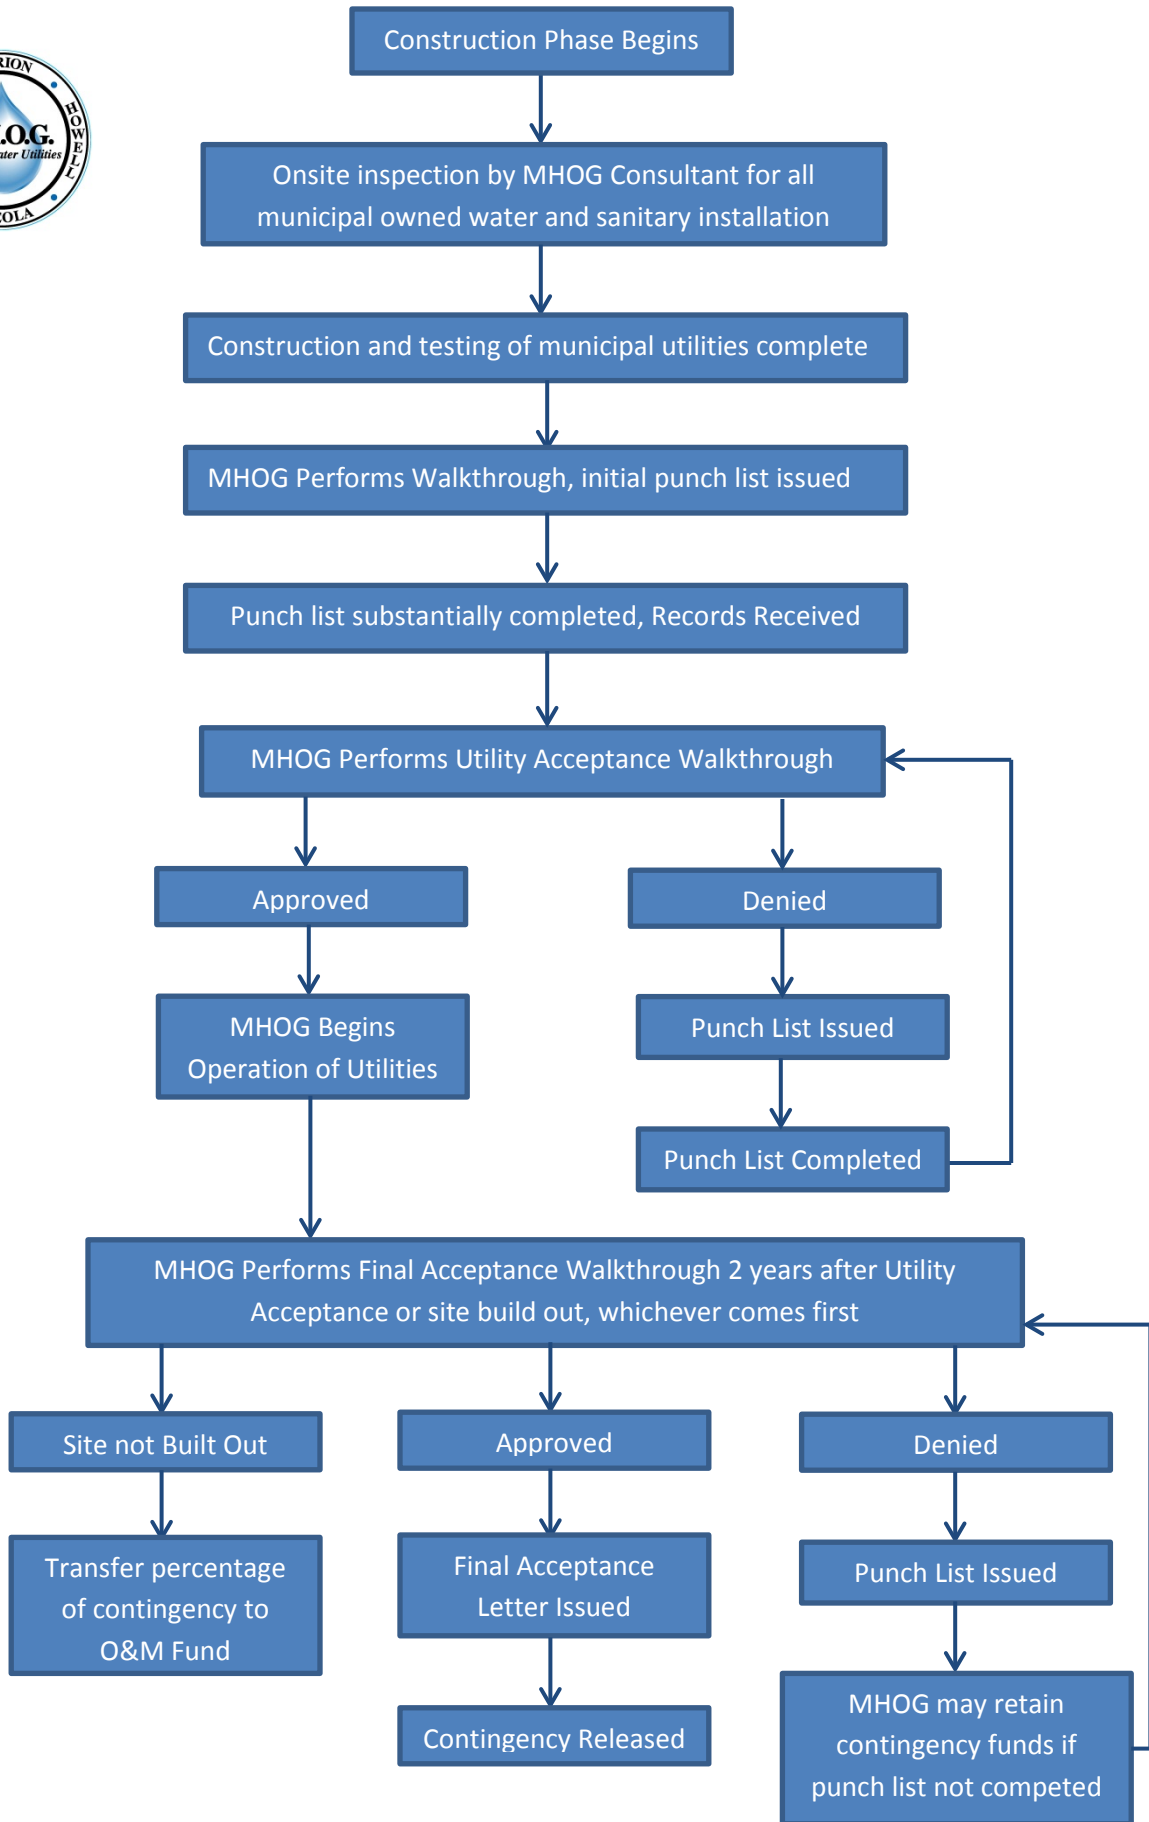 Construction Phase Begins
HOWELL
.O.G.
ater Utilities
Onsite inspection by MHOG Consultant for all
municipal owned water and sanitary installation
Construction and testing of municipal utilities complete
MHOG Performs Walkthrough, initial punch list issued
Punch list substantially completed, Records Received
MHOG Performs Utility Acceptance Walkthrough
Approved
Denied
MHOG Begins
Operation of Utilities
Punch List Issued
Punch List Completed
MHOG Performs Final Acceptance Walkthrough 2 years after Utility
Acceptance or site build out, whichever comes first
Site not Built Out
Approved
Denied
Transfer percentage
of contingency to
O&M Fund
Final Acceptance
Letter Issued
Punch List Issued
Contingency Released
MHOG may retain
contingency funds if
punch list not competed